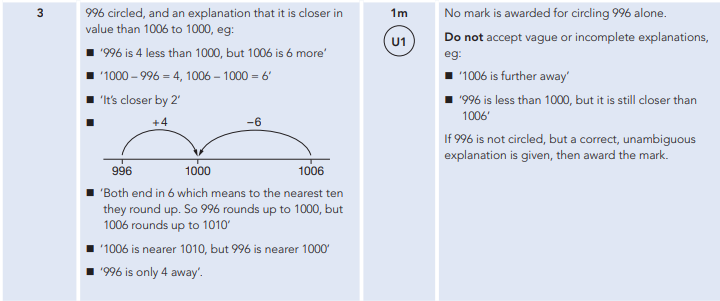 3
996 circled, and an explanation that it is closer in
value than 1006 to 1000, eg:
■ ‘996 is 4 less than 1000, but 1006 is 6 more’
■ ‘1000 – 996 = 4, 1006 – 1000 = 6’
■ ‘It’s closer by 2’
■
+4 –6
996 1000 1006
■ ‘Both end in 6 which means to the nearest ten
they round up. So 996 rounds up to 1000, but
1006 rounds up to 1010’
■ ‘1006 is nearer 1010, but 996 is nearer 1000’
■ ‘996 is only 4 away’.
1m
U1
No mark is awarded for circling 996 alone.
Do not accept vague or incomplete explanations,
eg:
■ ‘1006 is further away’
■ ‘996 is less than 1000, but it is still closer than
1006’
If 996 is not circled, but a correct, unambiguous
explanation is given, then award the mark.